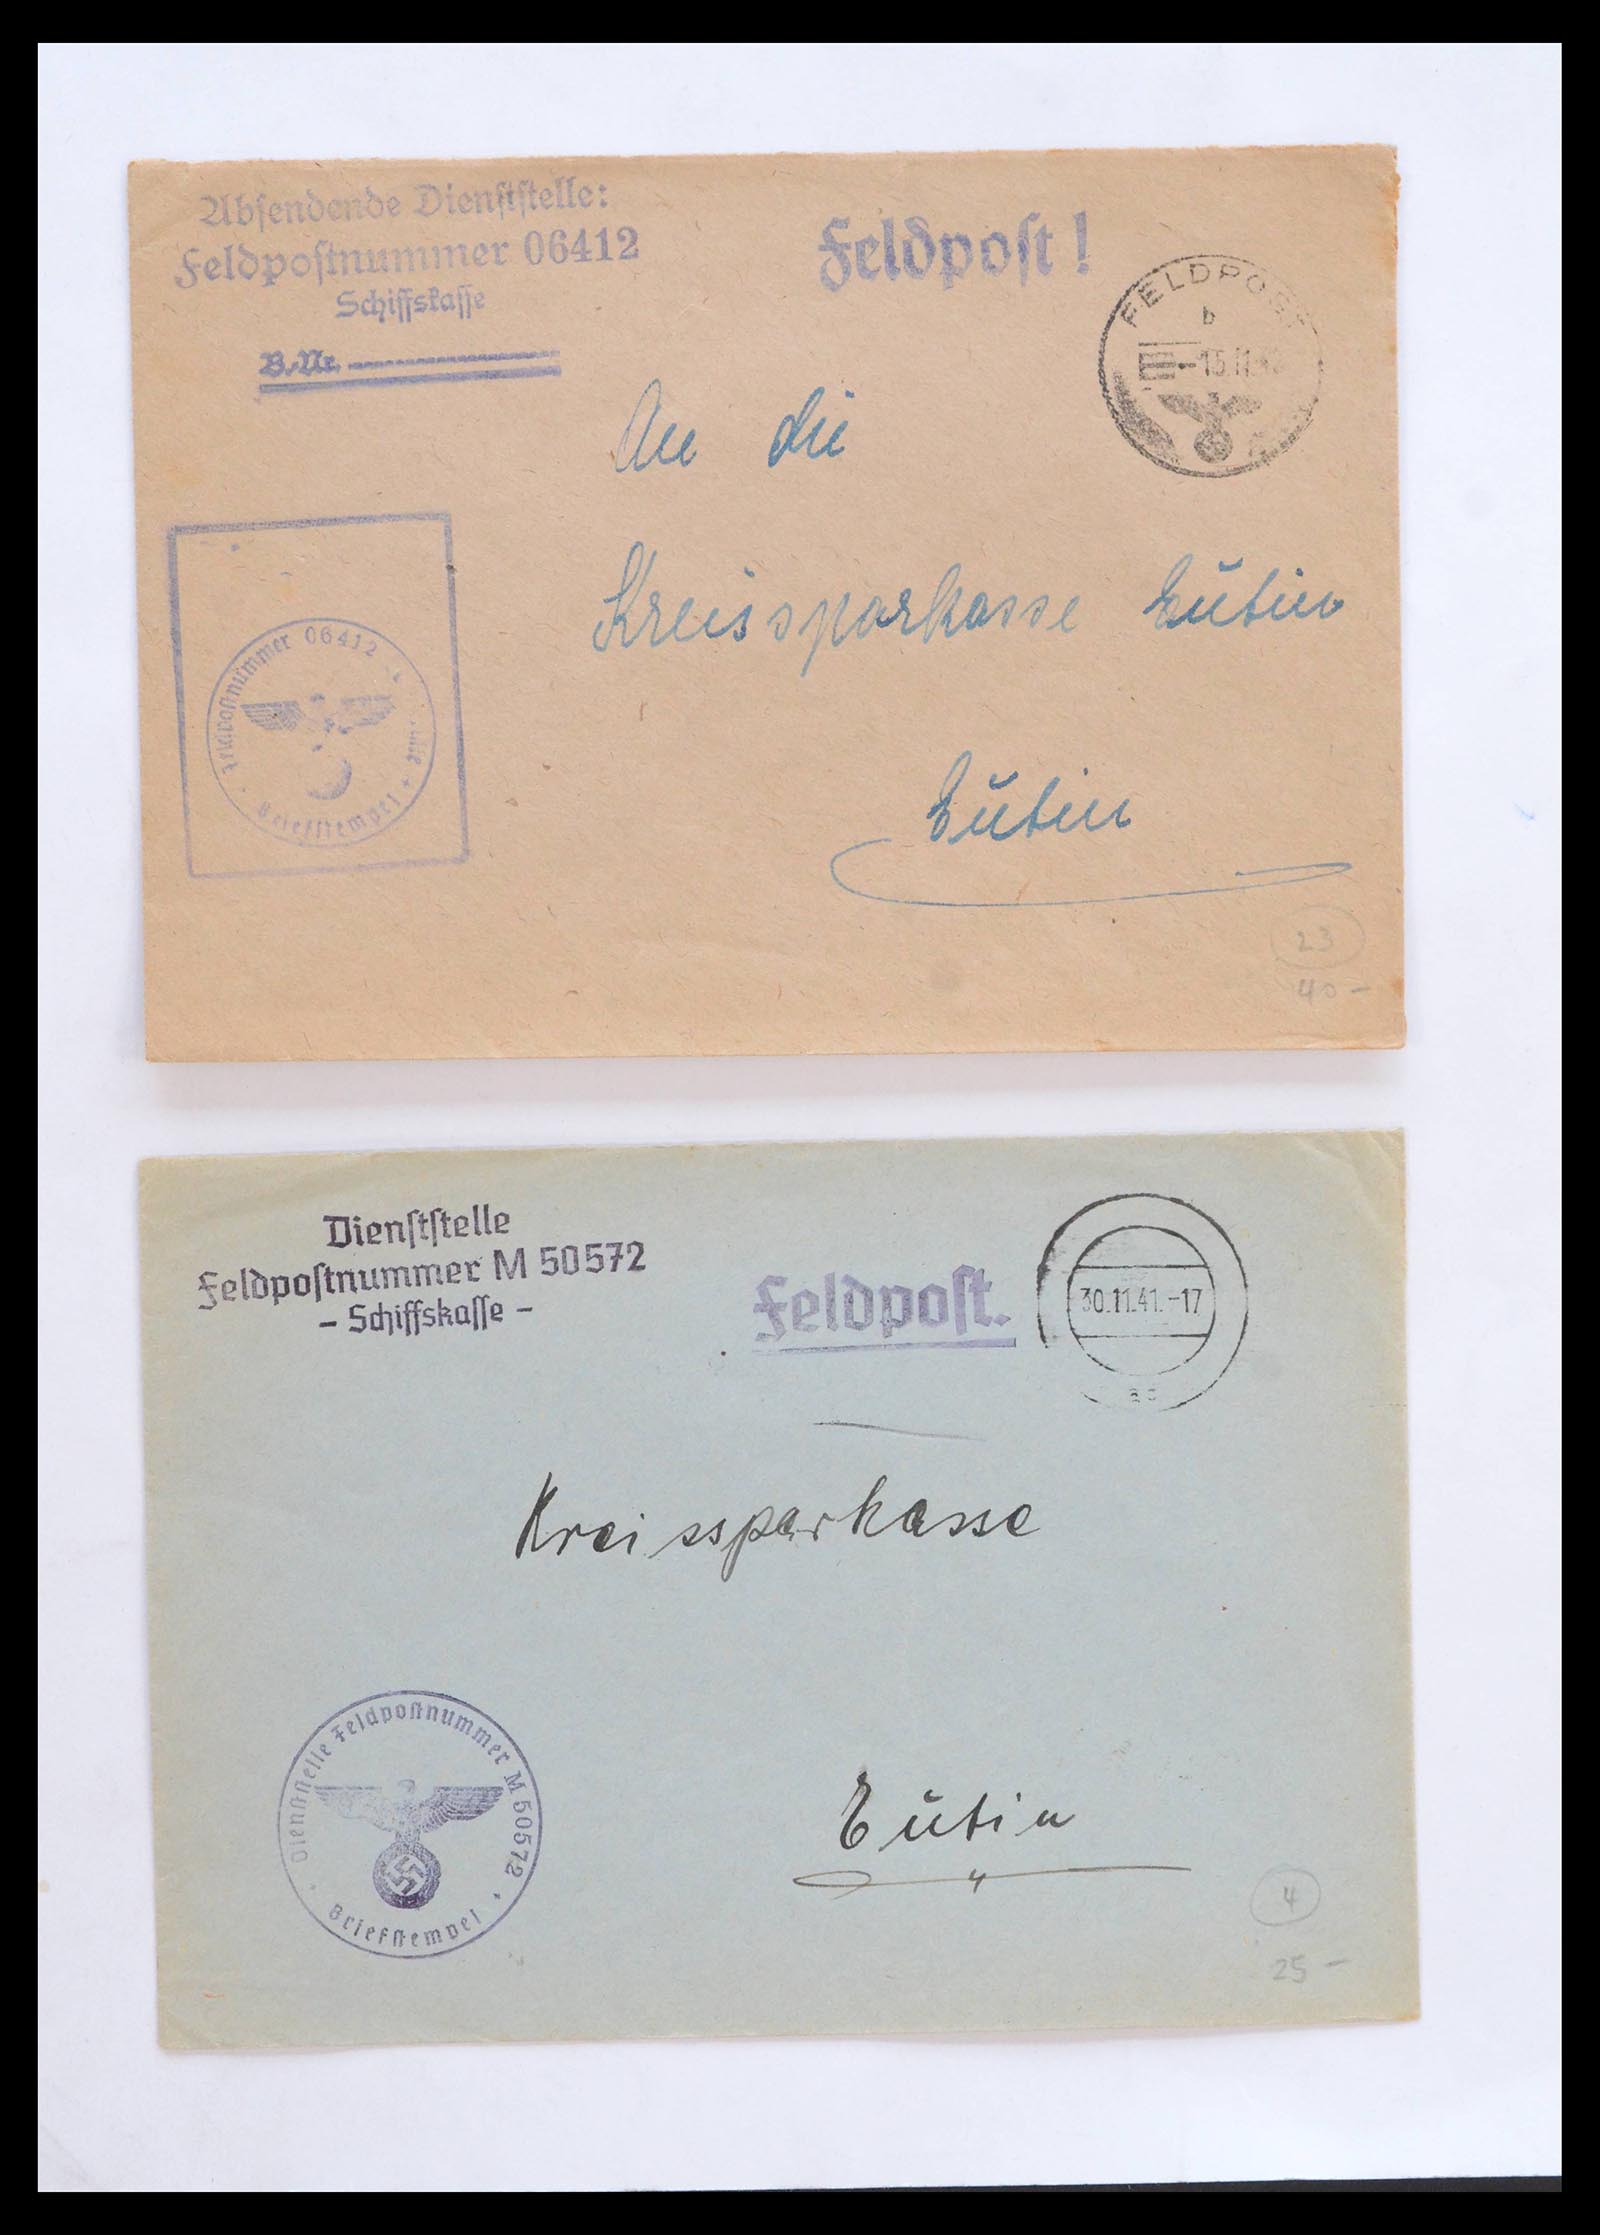 Absendende Dienststelle:
Feldpostnummer 06412
Schiffskasse
B.-Nr.
Feldpost!
FELDPOST
b
15.11.42
An die
Kreissparkasse Eutin
Eutin
Feldpostnummer 06412
Briefstempel
23
40-
Dienststelle
Feldpostnummer M 50572
- Schiffskasse -
Feldpost.
30.11.41.-17
Kreissparkasse
Eutin
Dienststelle Feldpostnummer M 50572
Briefstempel
4
25-